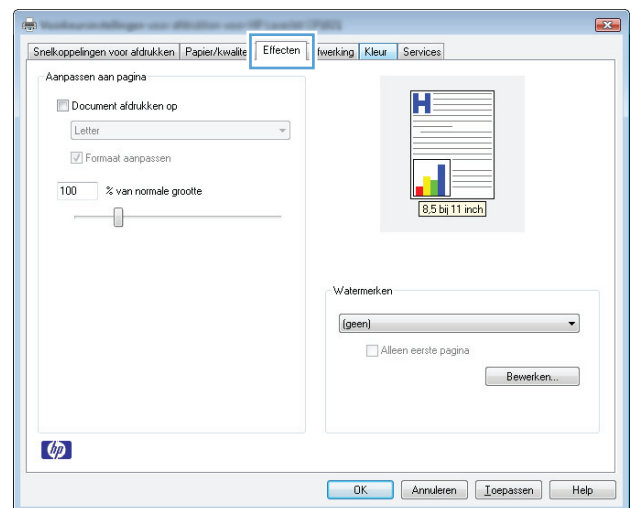 Snelkoppelingen voor afdrukken Papier/kwalite Effecten fwerking Kleur Services
Aanpassen aan pagina
Document afdrukken op
Letter
Formaat aanpassen
100 % van normale grootte
H
8,5 bij 11 inch
Watermerken
(geen)
Alleen eerste pagina
Bewerken...
hp
OK Annuleren Toepassen Help